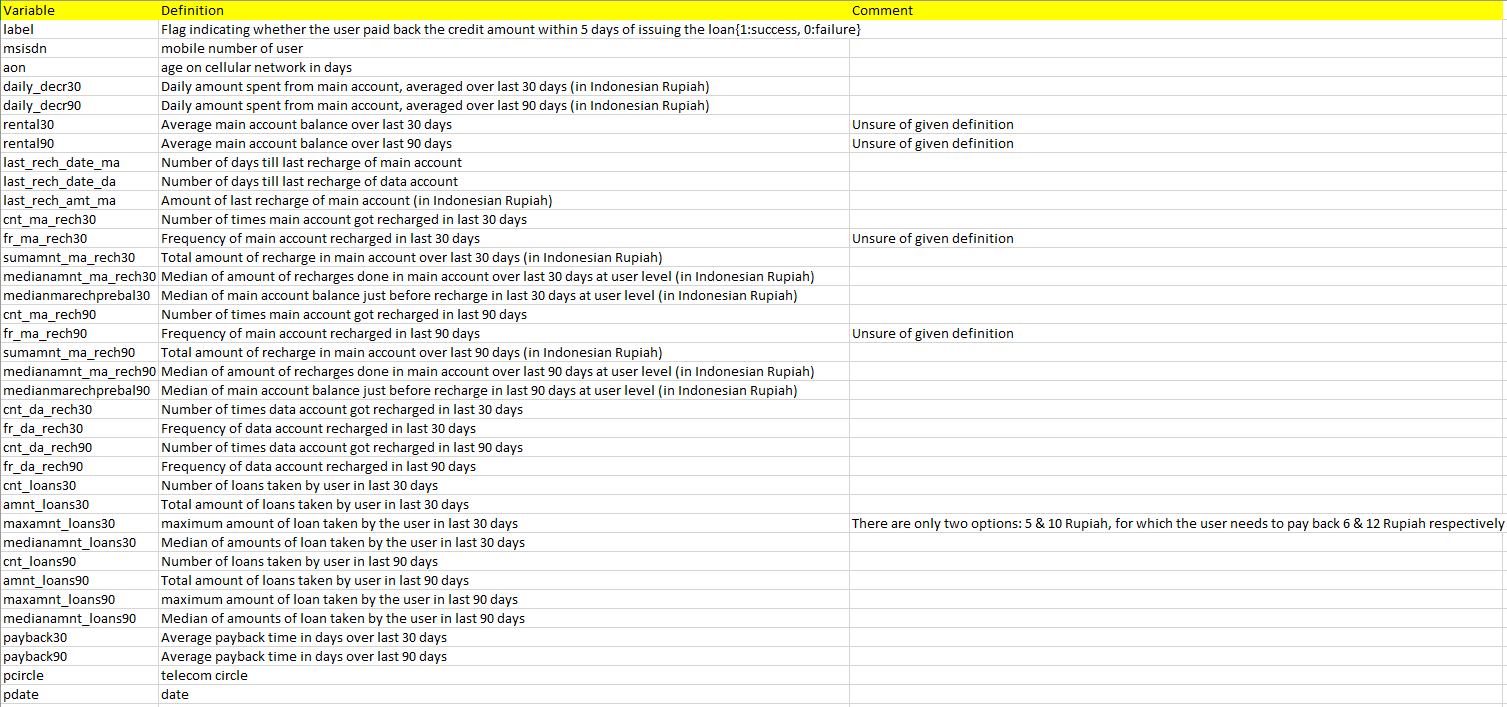 Variable Definition Comment
label Flag indicating whether the user paid back the credit amount within 5 days of issuing the loan{1:success, 0:failure}
msisdn mobile number of user
aon age on cellular network in days
daily_decr30 Daily amount spent from main account, averaged over last 30 days (in Indonesian Rupiah)
daily_decr90 Daily amount spent from main account, averaged over last 90 days (in Indonesian Rupiah)
rental30 Average main account balance over last 30 days Unsure of given definition
rental90 Average main account balance over last 90 days Unsure of given definition
last_rech_date_ma Number of days till last recharge of main account
last_rech_date_da Number of days till last recharge of data account
last_rech_amt_ma Amount of last recharge of main account (in Indonesian Rupiah)
cnt_ma_rech30 Number of times main account got recharged in last 30 days
fr_ma_rech30 Frequency of main account recharged in last 30 days Unsure of given definition
sumamnt_ma_rech30 Total amount of recharge in main account over last 30 days (in Indonesian Rupiah)
medianamnt_ma_rech30 Median of amount of recharges done in main account over last 30 days at user level (in Indonesian Rupiah)
medianmarechprebal30 Median of main account balance just before recharge in last 30 days at user level (in Indonesian Rupiah)
cnt_ma_rech90 Number of times main account got recharged in last 90 days
fr_ma_rech90 Frequency of main account recharged in last 90 days Unsure of given definition
sumamnt_ma_rech90 Total amount of recharge in main account over last 90 days (in Indonesian Rupiah)
medianamnt_ma_rech90 Median of amount of recharges done in main account over last 90 days at user level (in Indonesian Rupiah)
medianmarechprebal90 Median of main account balance just before recharge in last 90 days at user level (in Indonesian Rupiah)
cnt_da_rech30 Number of times data account got recharged in last 30 days
fr_da_rech30 Frequency of data account recharged in last 30 days
cnt_da_rech90 Number of times data account got recharged in last 90 days
fr_da_rech90 Frequency of data account recharged in last 90 days
cnt_loans30 Number of loans taken by user in last 30 days
amnt_loans30 Total amount of loans taken by user in last 30 days
maxamnt_loans30 maximum amount of loan taken by the user in last 30 days There are only two options: 5 & 10 Rupiah, for which the user needs to pay back 6 & 12 Rupiah respectively
medianamnt_loans30 Median of amounts of loan taken by the user in last 30 days
cnt_loans90 Number of loans taken by user in last 90 days
amnt_loans90 Total amount of loans taken by user in last 90 days
maxamnt_loans90 maximum amount of loan taken by the user in last 90 days
medianamnt_loans90 Median of amounts of loan taken by the user in last 90 days
payback30 Average payback time in days over last 30 days
payback90 Average payback time in days over last 90 days
pcircle telecom circle
pdate date